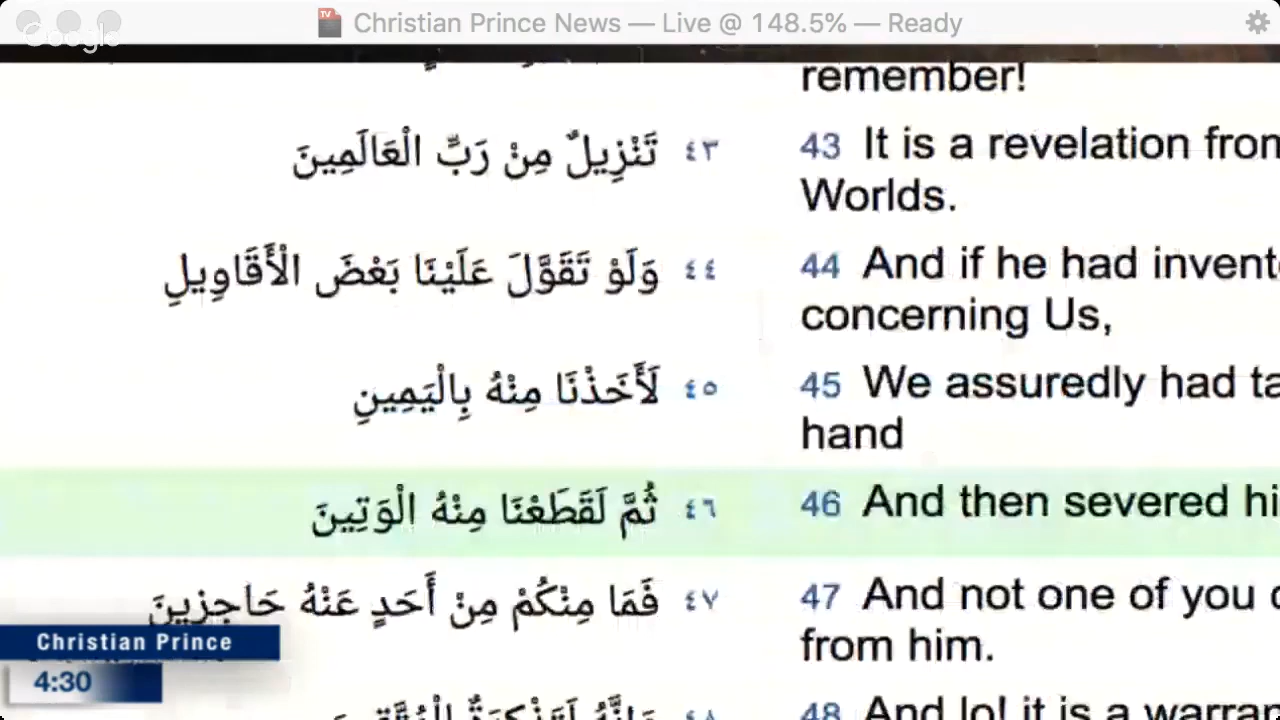 Christian Prince News — Live @ 148.5% — Ready
Google
remember!
تَنْزِيلٌ مِنْ رَبِّ الْعَالَمِينَ ٤٣
43 It is a revelation from
Worlds.
وَلَوْ تَقَوَّلَ عَلَيْنَا بَعْضَ الْأَقَاوِيلِ ٤٤
44 And if he had invente
concerning Us,
لَأَخَذْنَا مِنْهُ بِالْيَمِينِ ٤٥
45 We assuredly had ta
hand
ثُمَّ لَقَطَعْنَا مِنْهُ الْوَتِينَ ٤٦
46 And then severed hi
فَمَا مِنْكُمْ مِنْ أَحَدٍ عَنْهُ حَاجِزِينَ ٤٧
47 And not one of you
from him.
48 And lo! it is a warran
Christian Prince
4:30